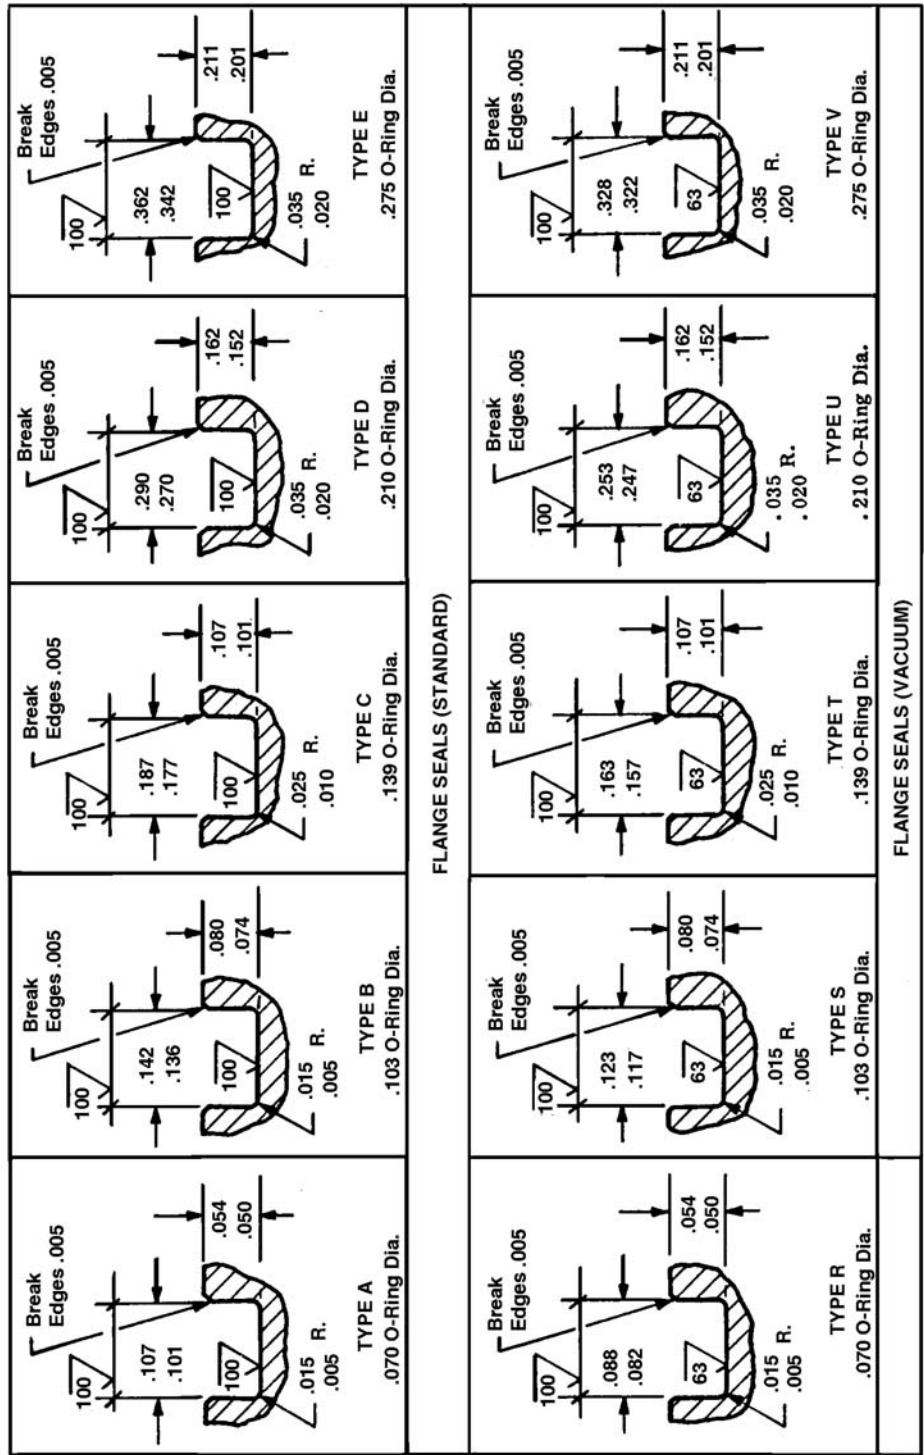 Break
Edges .005
100
.107
.101
.054
.050
100
.015
.005
R.
TYPE A
.070 O-Ring Dia.
Break
Edges .005
100
.142
.136
.080
.074
100
.015
.005
R.
TYPE B
.103 O-Ring Dia.
Break
Edges .005
100
.187
.177
.107
.101
100
.025
.010
R.
TYPE C
.139 O-Ring Dia.
Break
Edges .005
100
.290
.270
.162
.152
100
.035
.020
R.
TYPE D
.210 O-Ring Dia.
Break
Edges .005
100
.362
.342
.211
.201
100
.035
.020
R.
TYPE E
.275 O-Ring Dia.
FLANGE SEALS (STANDARD)
Break
Edges .005
100
.088
.082
.054
.050
63
.015
.005
R.
TYPE R
.070 O-Ring Dia.
Break
Edges .005
100
.123
.117
.080
.074
63
.015
.005
R.
TYPE S
.103 O-Ring Dia.
Break
Edges .005
100
.163
.157
.107
.101
63
.025
.010
R.
TYPE T
.139 O-Ring Dia.
Break
Edges .005
100
.253
.247
.162
.152
63
.035
.020
R.
TYPE U
.210 O-Ring Dia.
Break
Edges .005
100
.328
.322
.211
.201
63
.035
.020
R.
TYPE V
.275 O-Ring Dia.
FLANGE SEALS (VACUUM)